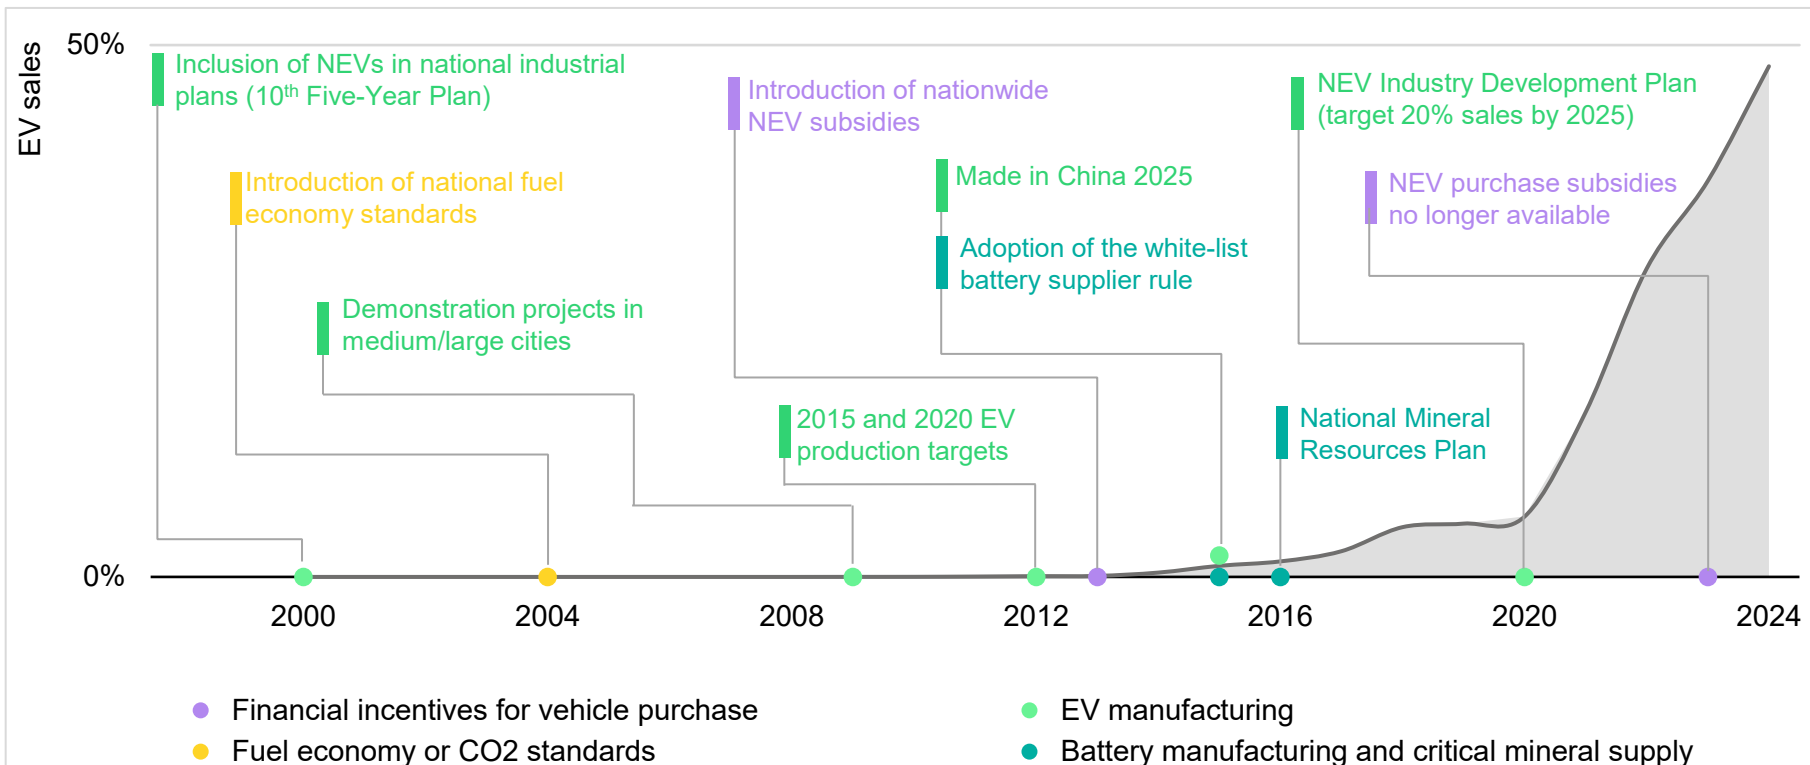 50%
EV sales
Inclusion of NEVs in national industrial
plans (10th Five-Year Plan)
Introduction of nationwide
NEV subsidies
NEV Industry Development Plan
(target 20% sales by 2025)
Introduction of national fuel
economy standards
Made in China 2025
NEV purchase subsidies
no longer available
Adoption of the white-list
battery supplier rule
Demonstration projects in
medium/large cities
2015 and 2020 EV
production targets
National Mineral
Resources Plan
0%
2000
2004
2008
2012
2016
2020
2024
Financial incentives for vehicle purchase
EV manufacturing
Fuel economy or CO2 standards
Battery manufacturing and critical mineral supply